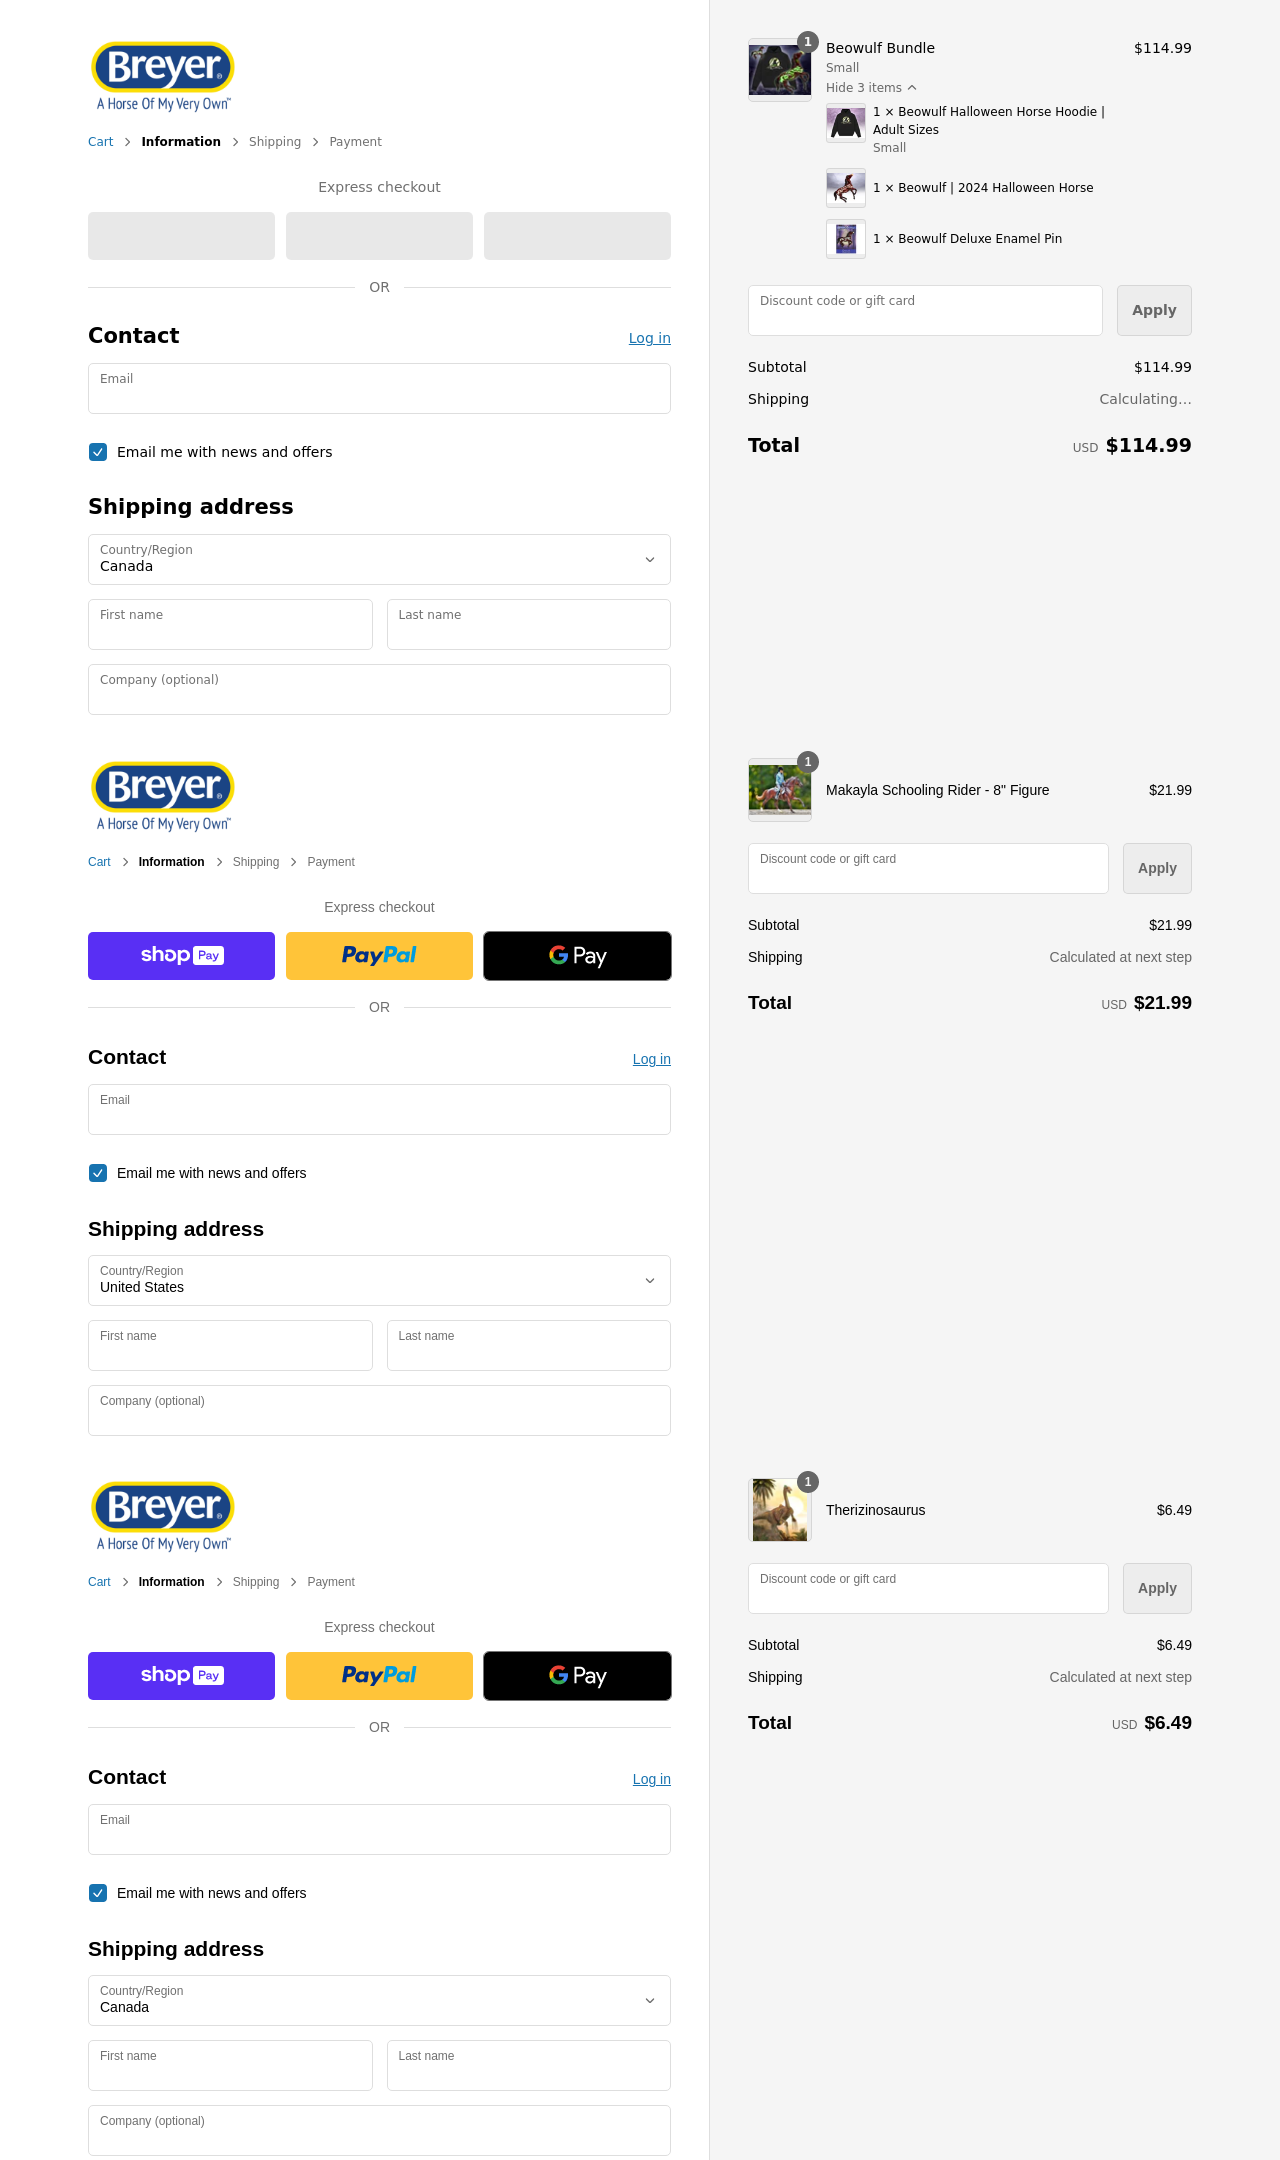 Breyer®
A Horse Of My Very Own™
Cart > Information > Shipping > Payment
Express checkout
OR
Contact
Log in
Email
Email me with news and offers
Shipping address
Country/Region
Canada
First name
Last name
Company (optional)
1
Beowulf Bundle
$114.99
Small
Hide 3 items
1 × Beowulf Halloween Horse Hoodie |
Adult Sizes
Small
1 × Beowulf | 2024 Halloween Horse
1 × Beowulf Deluxe Enamel Pin
Discount code or gift card
Apply
Subtotal
$114.99
Shipping
Calculating…
Total
USD $114.99
Breyer®
A Horse Of My Very Own™
Cart > Information > Shipping > Payment
Express checkout
shop Pay
PayPal
G Pay
OR
Contact
Log in
Email
Email me with news and offers
Shipping address
Country/Region
United States
First name
Last name
Company (optional)
1
Makayla Schooling Rider - 8" Figure
$21.99
Discount code or gift card
Apply
Subtotal
$21.99
Shipping
Calculated at next step
Total
USD $21.99
Breyer®
A Horse Of My Very Own™
Cart > Information > Shipping > Payment
Express checkout
shop Pay
PayPal
G Pay
OR
Contact
Log in
Email
Email me with news and offers
Shipping address
Country/Region
Canada
First name
Last name
Company (optional)
1
Therizinosaurus
$6.49
Discount code or gift card
Apply
Subtotal
$6.49
Shipping
Calculated at next step
Total
USD $6.49